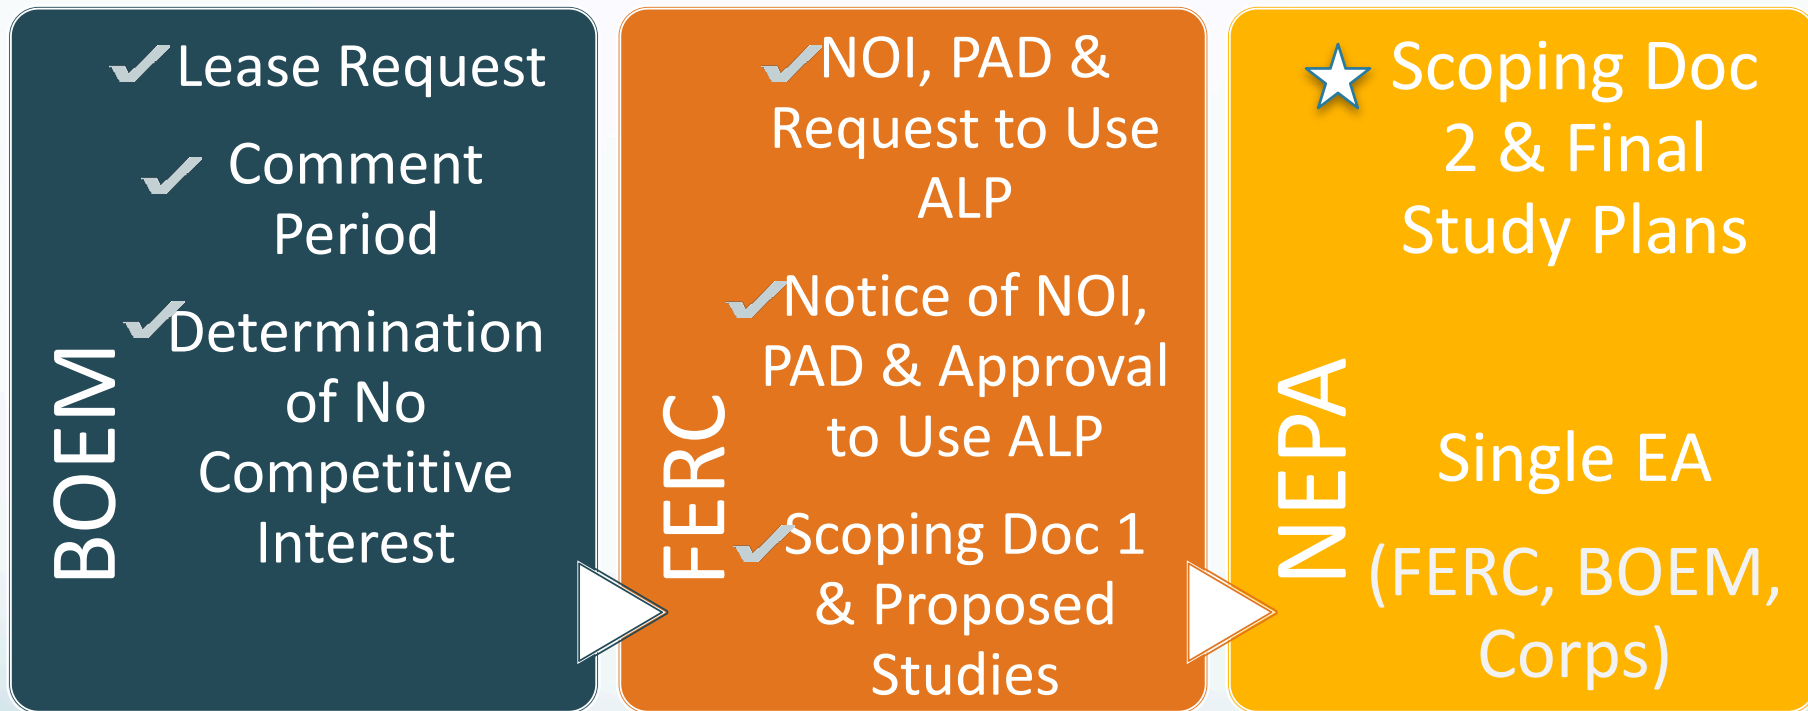 BOEM
Lease Request
Comment
Period
Determination
of No
Competitive
Interest
FERC
NOI, PAD &
Request to Use
ALP
Notice of NOI,
PAD & Approval
to Use ALP
Scoping Doc 1
& Proposed
Studies
NEPA
Scoping Doc
2 & Final
Study Plans
Single EA
(FERC, BOEM,
Corps)